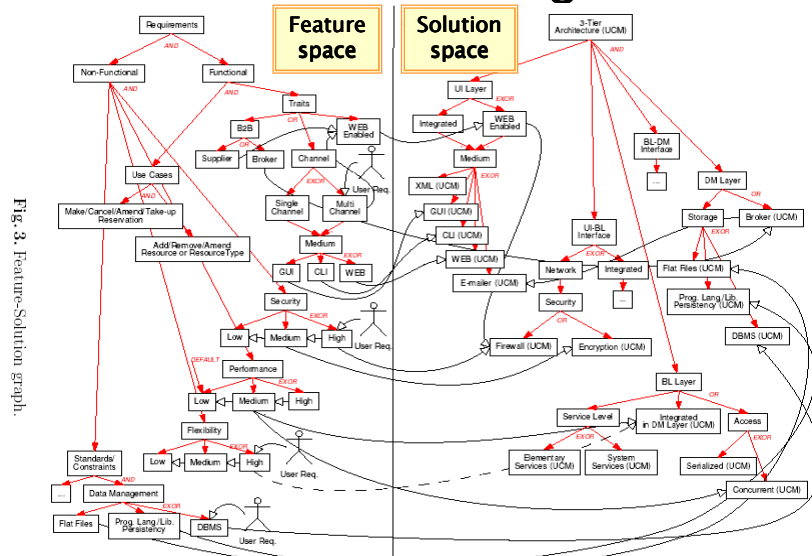 Feature
space
Solution
space
Requirements
AND
Non-Functional
Functional
AND
AND
Traits
OR
B2B
WEB
Enabled
OR
Supplier
Broker
Channel
User Req.
EXOR
Use Cases
AND
Single
Channel
Multi
Channel
Make/Cancel/Amend/Take-up
Reservation
Add/Remove/Amend
Resource or ResourceType
Medium
EXOR
GUI
CLI
WEB
Security
EXOR
Low
Medium
High
User Req.
DEFAULT
Performance
EXOR
Low
Medium
High
Flexibility
EXOR
Low
Medium
High
User Req.
Standards/
Constraints
AND
...
Data Management
EXOR
Flat Files
Prog. Lang/Lib.
Persistency
DBMS
User Req.
3-Tier
Architecture (UCM)
AND
UI Layer
EXOR
Integrated
WEB
Enabled
Medium
EXOR
XML (UCM)
GUI (UCM)
CLI (UCM)
WEB (UCM)
E-mailer (UCM)
BL-DM
Interface
...
DM Layer
OR
Storage
Broker (UCM)
EXOR
Flat Files (UCM)
Prog. Lang/Lib.
Persistency (UCM)
DBMS (UCM)
UI-BL
Interface
EXOR
Network
Integrated
...
Security
OR
Firewall (UCM)
Encryption (UCM)
BL Layer
OR
Service Level
Integrated
in DM Layer (UCM)
Access
EXOR
Elementary
Services (UCM)
System
Services (UCM)
EXOR
Serialized (UCM)
Concurrent (UCM)
Fig. 3. Feature-Solution graph.